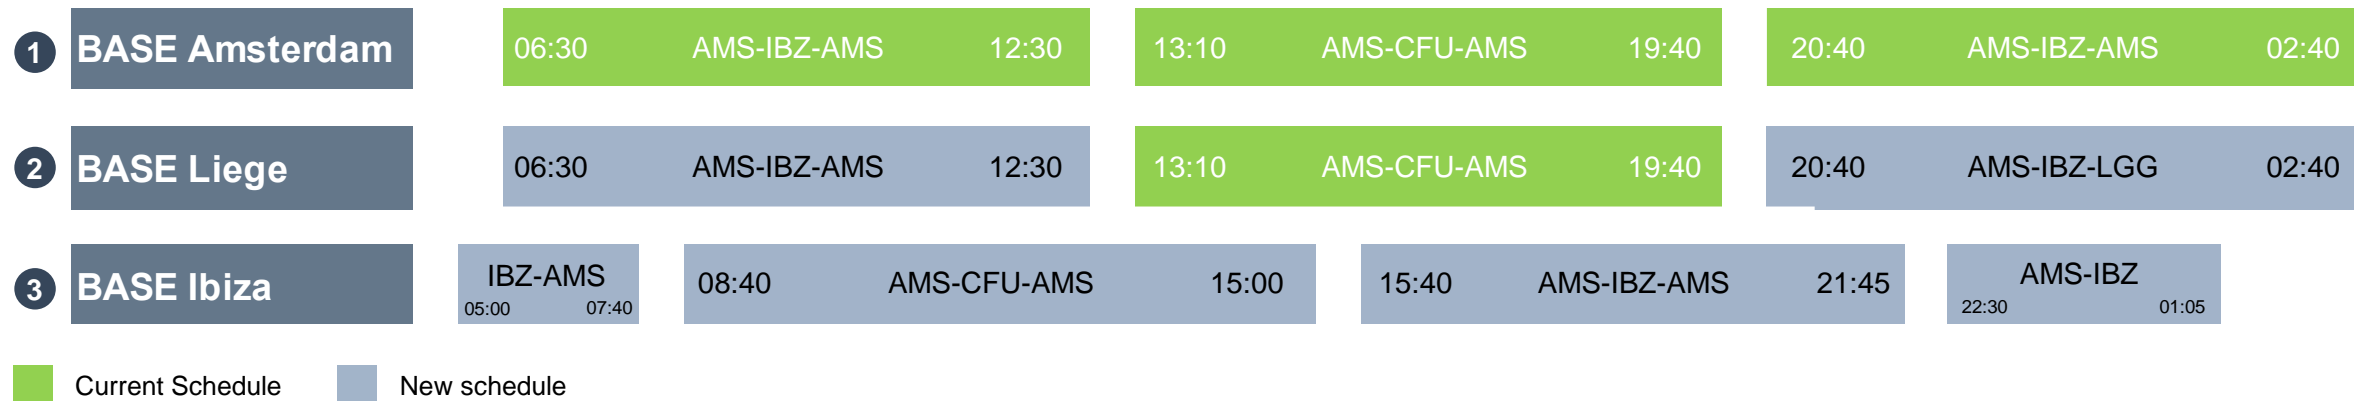 1 BASE Amsterdam 06:30 AMS-IBZ-AMS 12:30 13:10 AMS-CFU-AMS 19:40 20:40 AMS-IBZ-AMS 02:40
2 BASE Liege 06:30 AMS-IBZ-AMS 12:30 13:10 AMS-CFU-AMS 19:40 20:40 AMS-IBZ-LGG 02:40
3 BASE Ibiza IBZ-AMS 08:40 AMS-CFU-AMS 15:00 15:40 AMS-IBZ-AMS 21:45 AMS-IBZ
05:00 07:40 22:30 01:05
Current Schedule New schedule